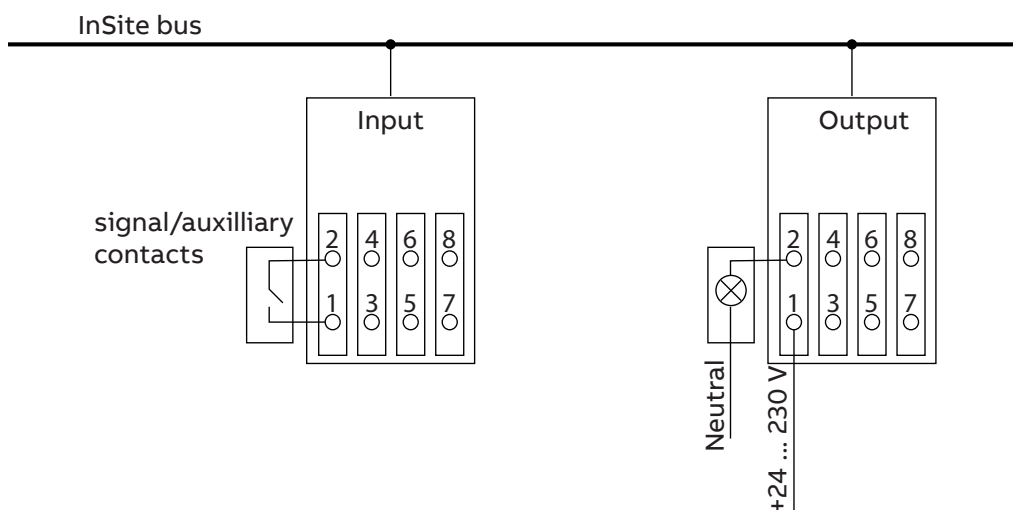 InSite bus
Input
Output
signal/auxilliary
contacts
2 4 6 8
1 3 5 7
2 4 6 8
1 3 5 7
Neutral
+24 ... 230 V